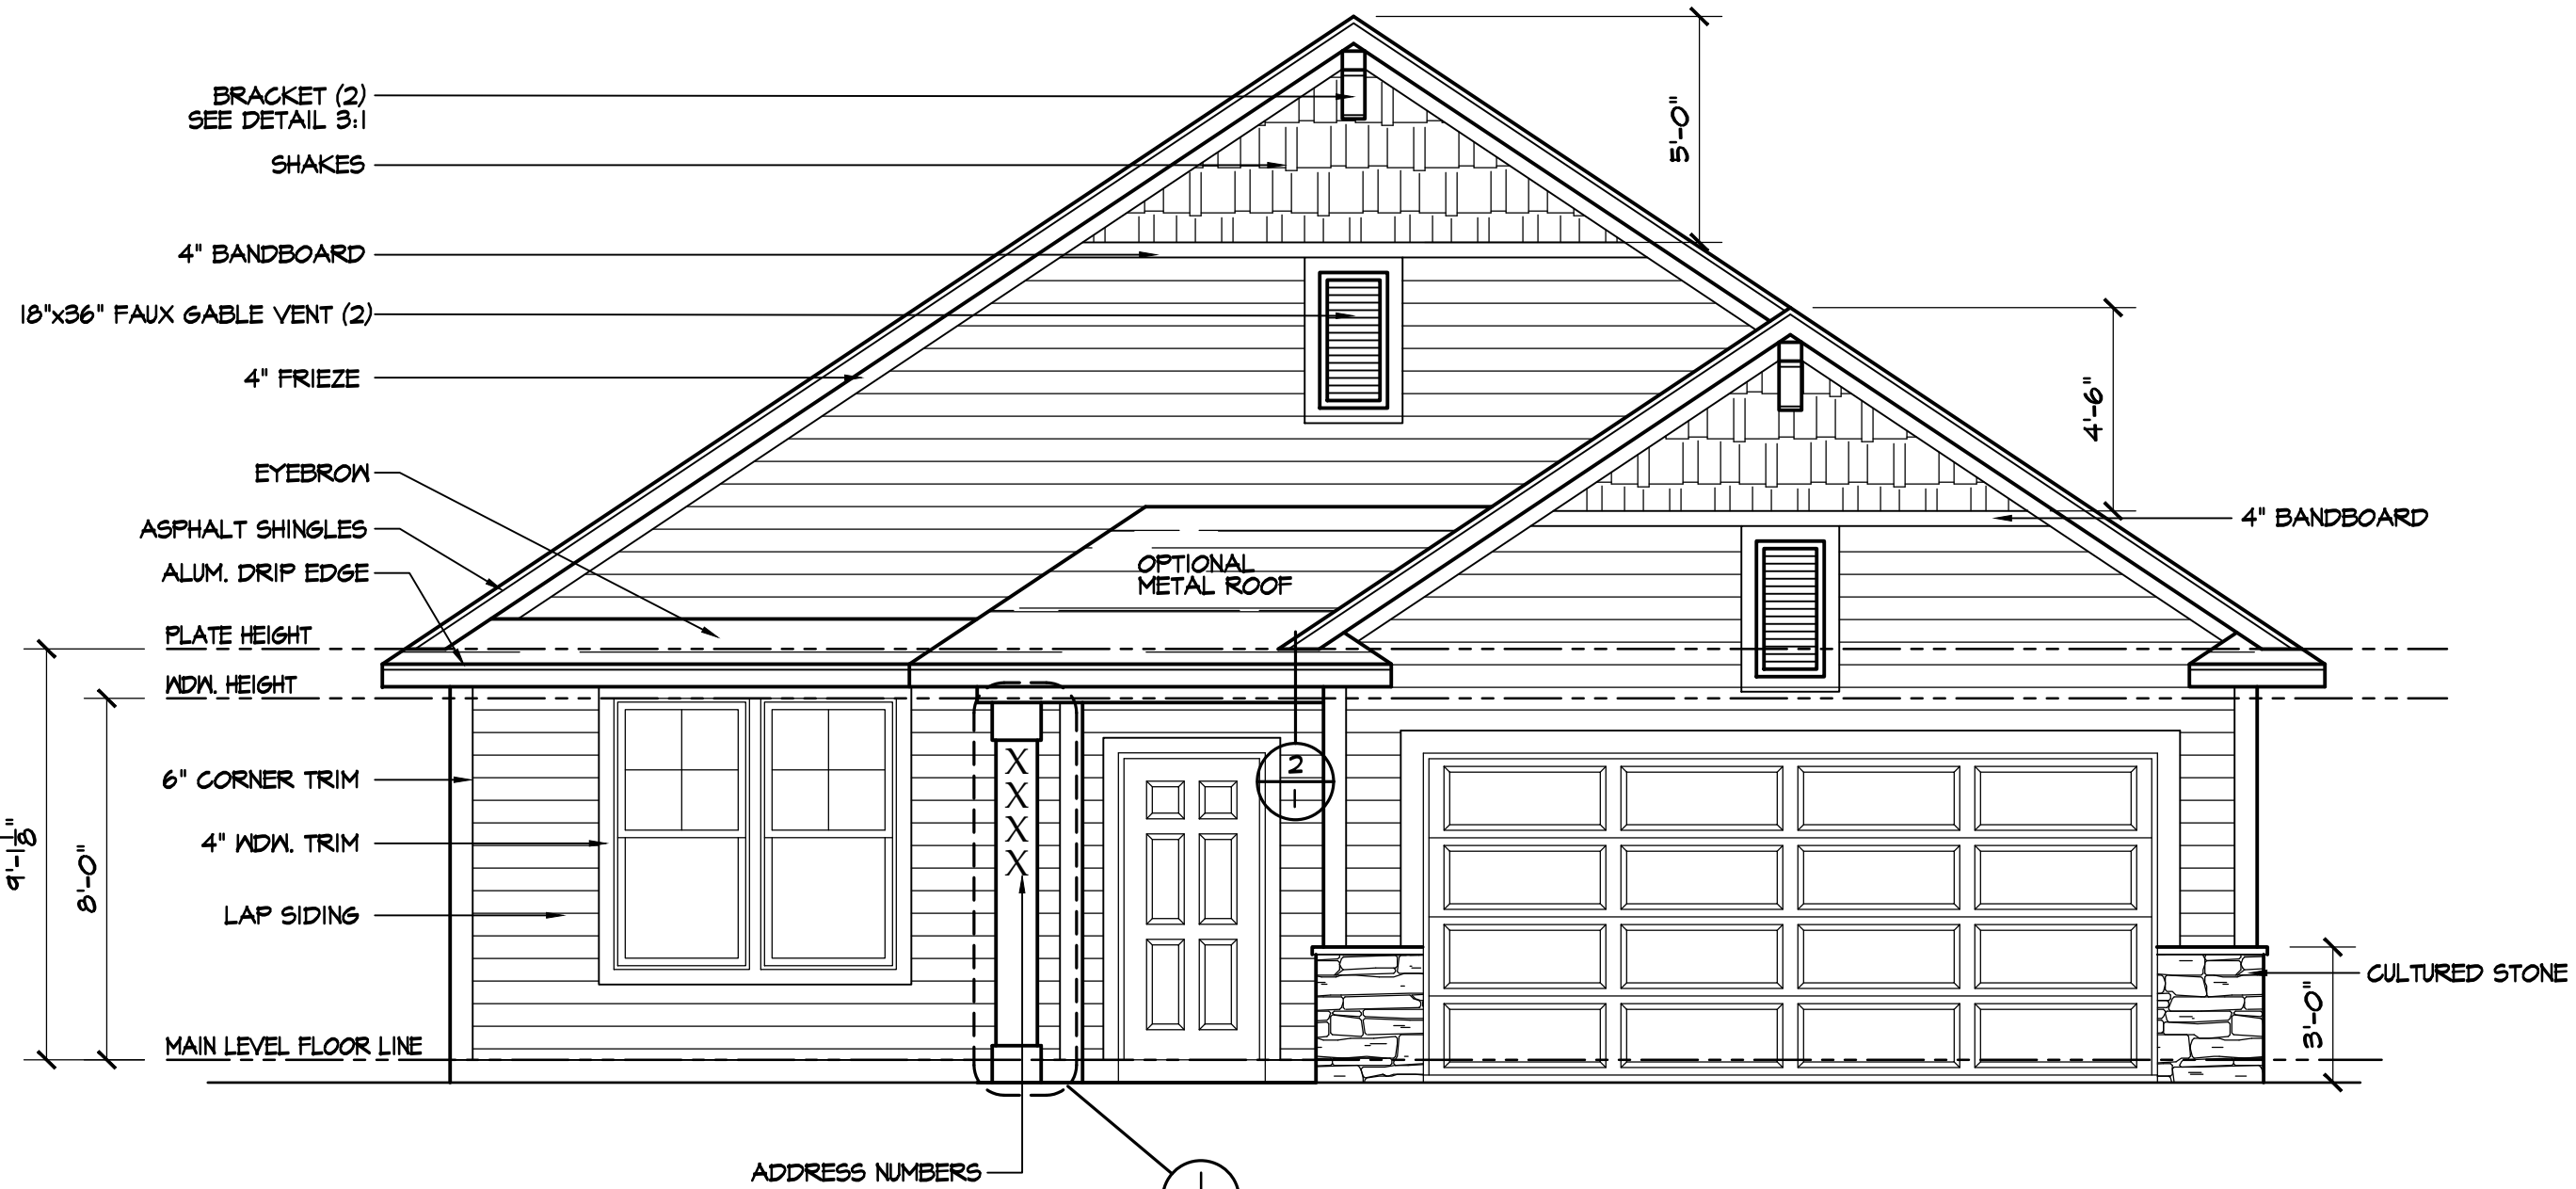 BRACKET (2)
SEE DETAIL 3:1
SHAKES
4" BANDBOARD
18"x36" FAUX GABLE VENT (2)
4" FRIEZE
EYEBROW
ASPHALT SHINGLES
ALUM. DRIP EDGE
PLATE HEIGHT
WDW. HEIGHT
6" CORNER TRIM
4" WDW. TRIM
LAP SIDING
MAIN LEVEL FLOOR LINE
9'-1 1/8"
8'-0"
OPTIONAL
METAL ROOF
X
X
X
X
2
1
ADDRESS NUMBERS
1
5'-0"
4'-6"
4" BANDBOARD
CULTURED STONE
3'-0"